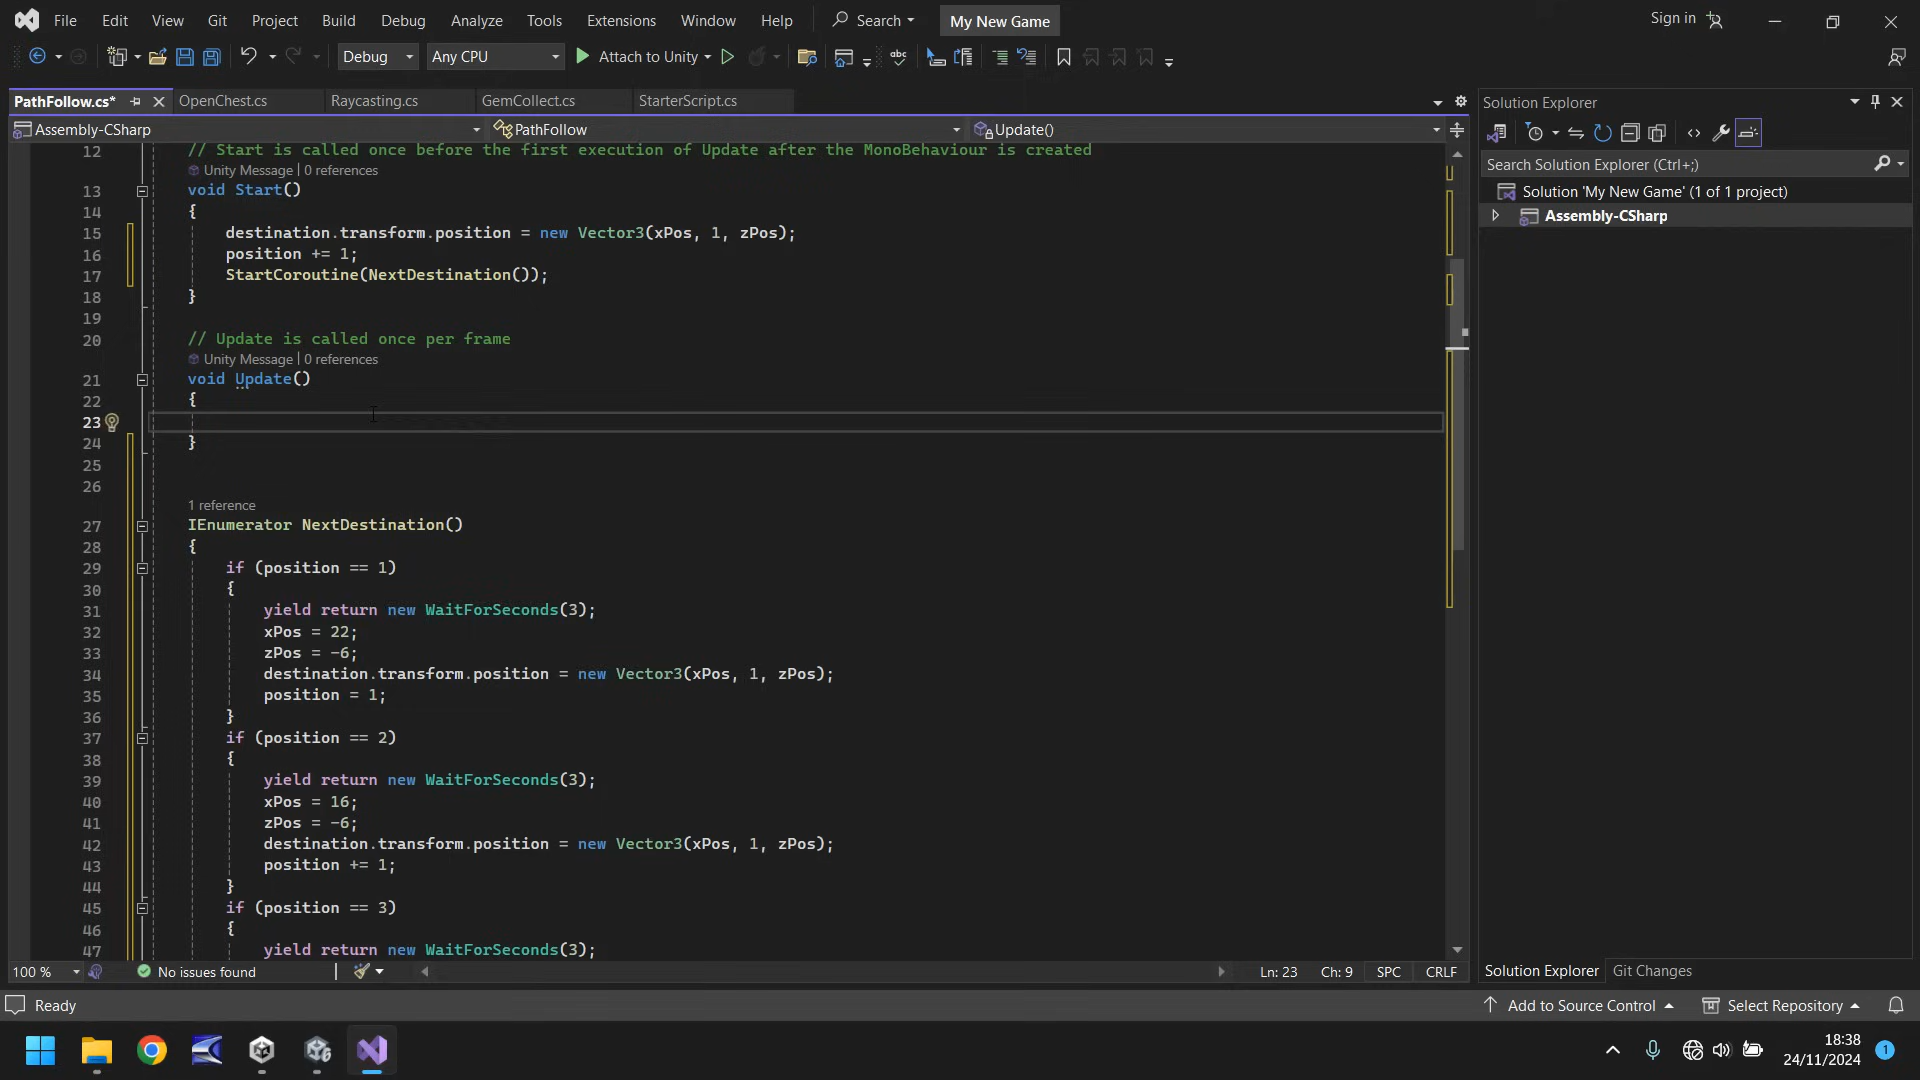 File Edit View Git Project Build Debug Analyze Tools Extensions Window Help Search My New Game Sign in
Debug Any CPU Attach to Unity abc
PathFollow.cs* OpenChest.cs Raycasting.cs GemCollect.cs StarterScript.cs
Assembly-CSharp PathFollow Update()
12 // Start is called once before the first execution of Update after the MonoBehaviour is created
Unity Message | 0 references
13 void Start()
14 {
15 destination.transform.position = new Vector3(xPos, 1, zPos);
16 position += 1;
17 StartCoroutine(NextDestination());
18 }
19
20 // Update is called once per frame
Unity Message | 0 references
21 void Update()
22 {
23
24 }
25
26
1 reference
27 IEnumerator NextDestination()
28 {
29 if (position == 1)
30 {
31 yield return new WaitForSeconds(3);
32 xPos = 22;
33 zPos = -6;
34 destination.transform.position = new Vector3(xPos, 1, zPos);
35 position = 1;
36 }
37 if (position == 2)
38 {
39 yield return new WaitForSeconds(3);
40 xPos = 16;
41 zPos = -6;
42 destination.transform.position = new Vector3(xPos, 1, zPos);
43 position += 1;
44 }
45 if (position == 3)
46 {
47 yield return new WaitForSeconds(3);
100 % No issues found Ln: 23 Ch: 9 SPC CRLF
Solution Explorer
Search Solution Explorer (Ctrl+;)
Solution 'My New Game' (1 of 1 project)
Assembly-CSharp
Solution Explorer Git Changes
Ready Add to Source Control Select Repository
18:38
24/11/2024 1